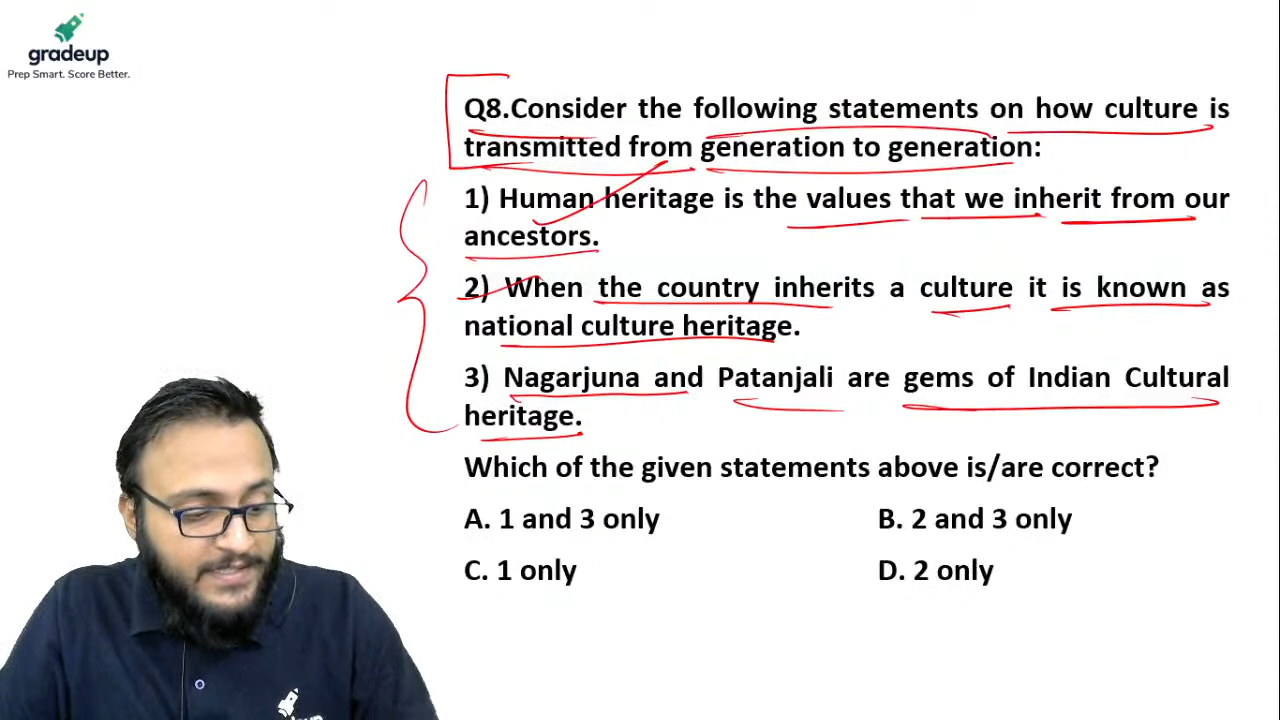 gradeup
Prep Smart. Score Better.
Q8.Consider the following statements on how culture is
transmitted from generation to generation:
1) Human heritage is the values that we inherit from our
ancestors.
2) When the country inherits a culture it is known as
national culture heritage.
3) Nagarjuna and Patanjali are gems of Indian Cultural
heritage.
Which of the given statements above is/are correct?
A. 1 and 3 only
B. 2 and 3 only
C. 1 only
D. 2 only